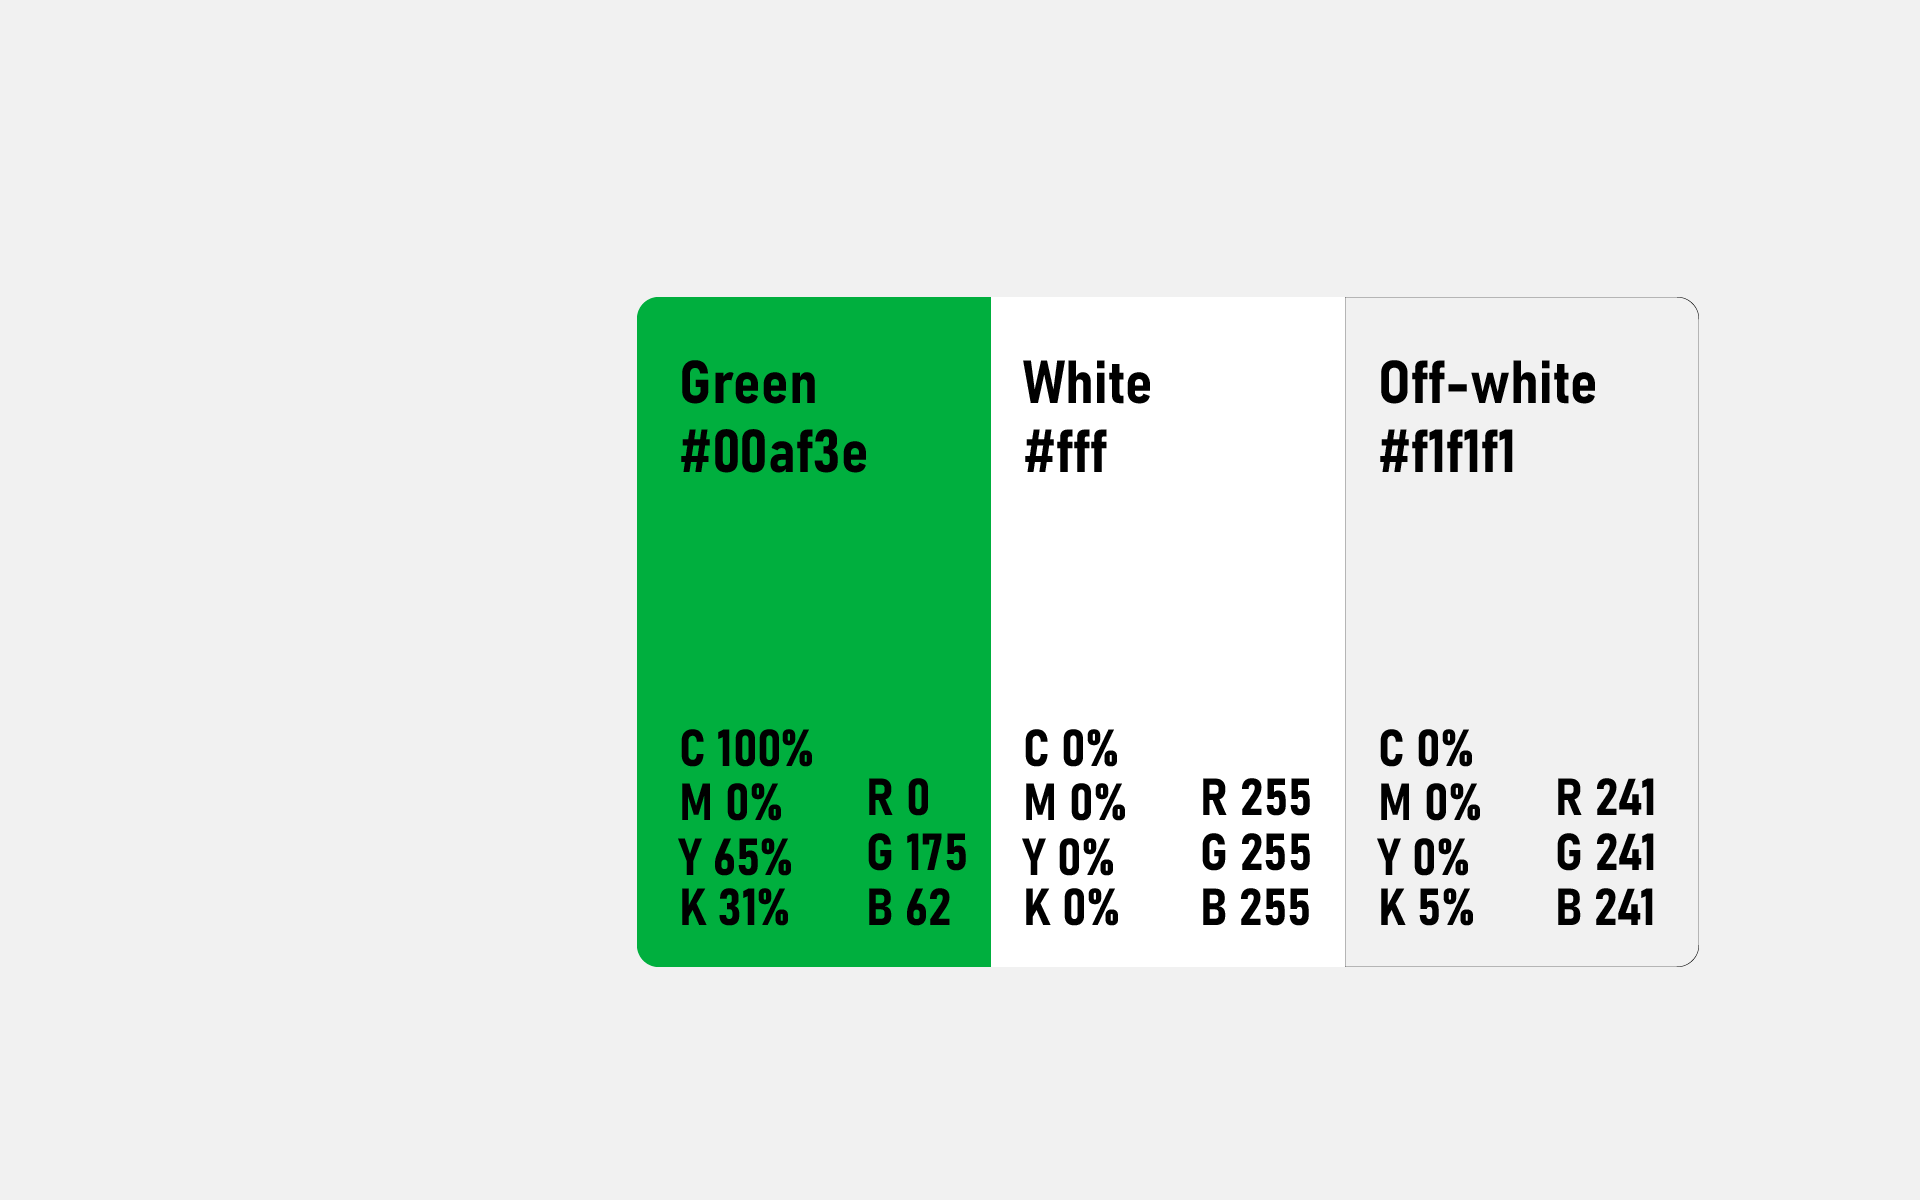 Green
#00af3e
C 100%
M 0%
Y 65%
K 31%
R 0
G 175
B 62
White
#fff
C 0%
M 0%
Y 0%
K 0%
R 255
G 255
B 255
Off-white
#f1f1f1
C 0%
M 0%
Y 0%
K 5%
R 241
G 241
B 241